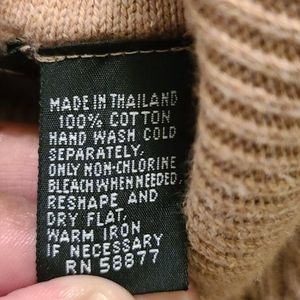 MADE IN THAILAND
100% COTTON
HAND WASH COLD
SEPARATELY.
ONLY NON-CHLORINE
BLEACH WHEN NEEDED.
RESHAPE AND
DRY FLAT.
WARM IRON
IF NECESSARY
RN 58877